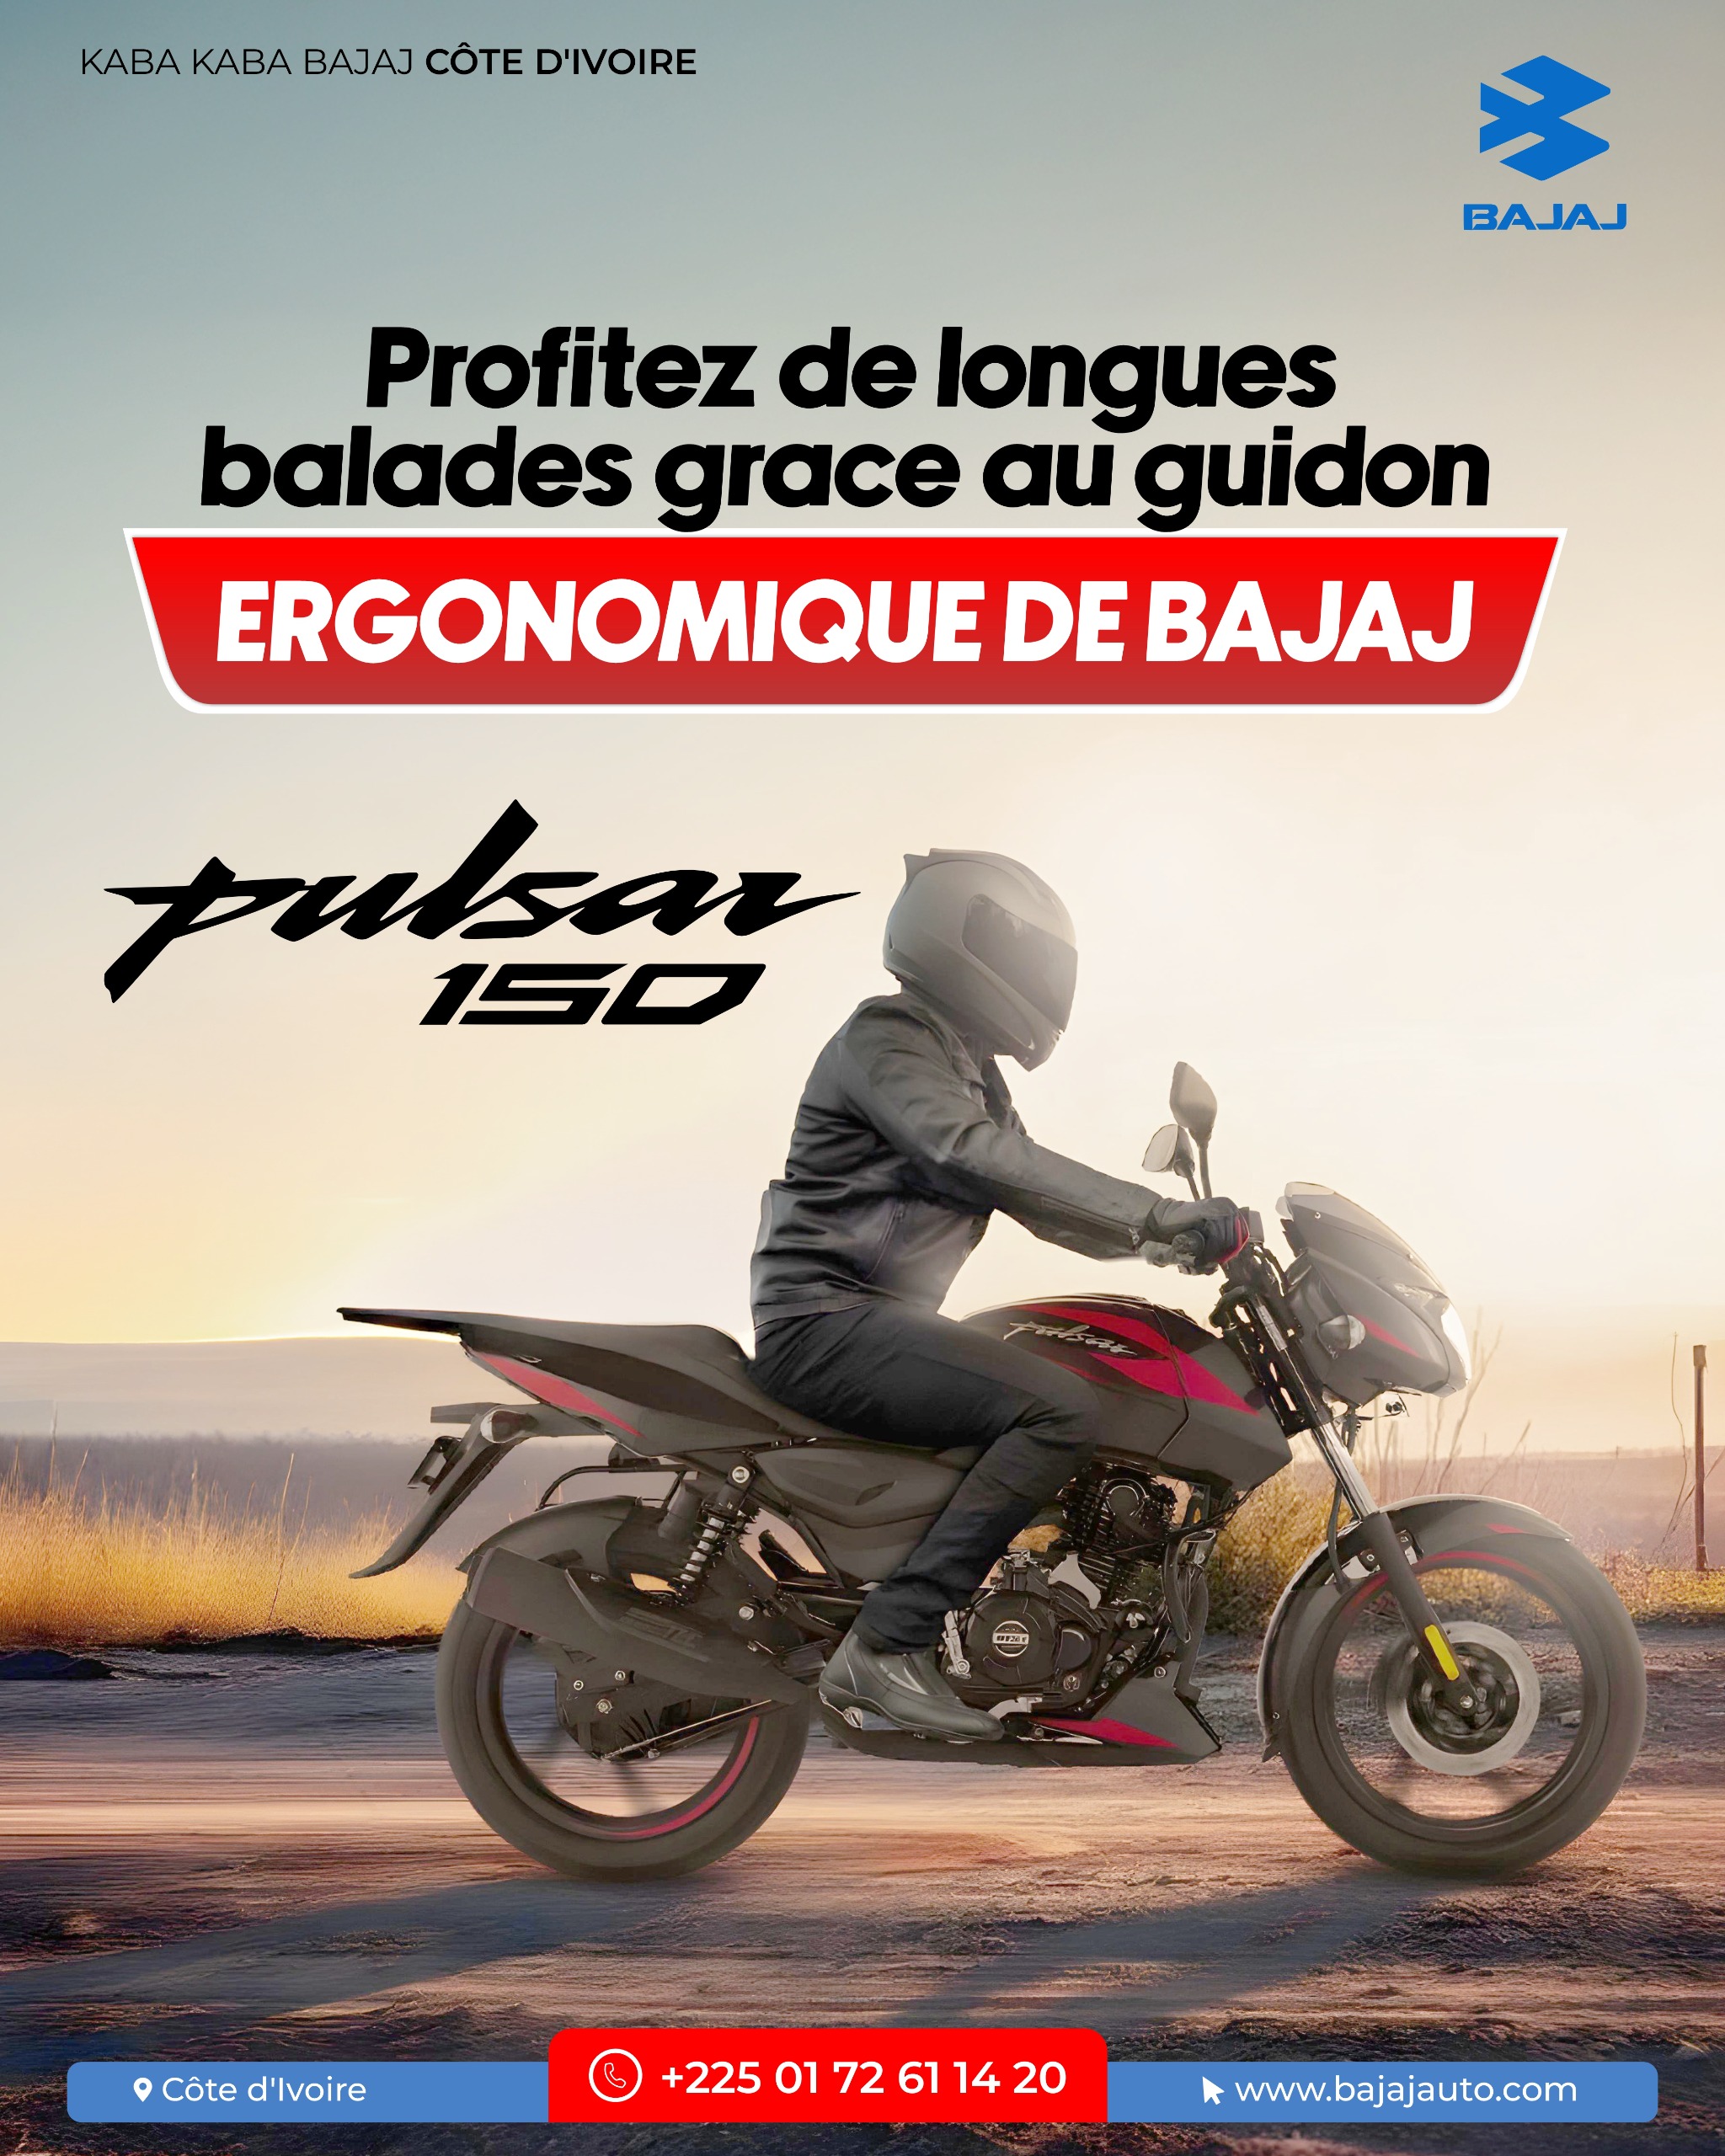 KABA KABA BAJAJ CÔTE D'IVOIRE
BAJAJ
Profitez de longues
balades grace au guidon
ERGONOMIQUE DE BAJAJ
pulsar
150
pulsar
Côte d'Ivoire
+225 01 72 61 14 20
www.bajajauto.com